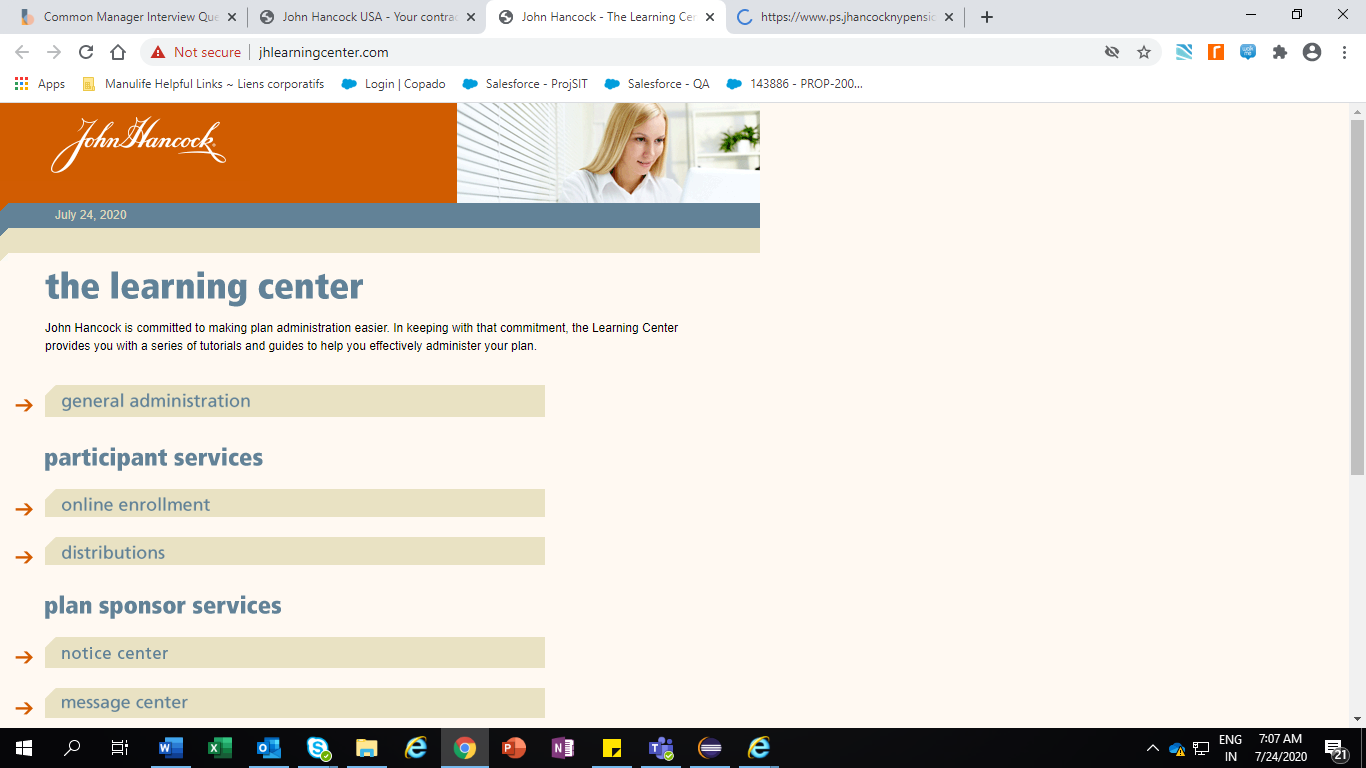 Common Manager Interview Que
John Hancock USA - Your contrac
John Hancock - The Learning Cen
https://www.ps.jhancocknypensio
Not secure
jhlearningcenter.com
Apps
Manulife Helpful Links ~ Liens corporatifs
Login | Copado
Salesforce - ProjSIT
Salesforce - QA
143886 - PROP-200...
John Hancock
July 24, 2020
the learning center
John Hancock is committed to making plan administration easier. In keeping with that commitment, the Learning Center
provides you with a series of tutorials and guides to help you effectively administer your plan.
general administration
participant services
online enrollment
distributions
plan sponsor services
notice center
message center
ENG
IN
7:07 AM
7/24/2020
21